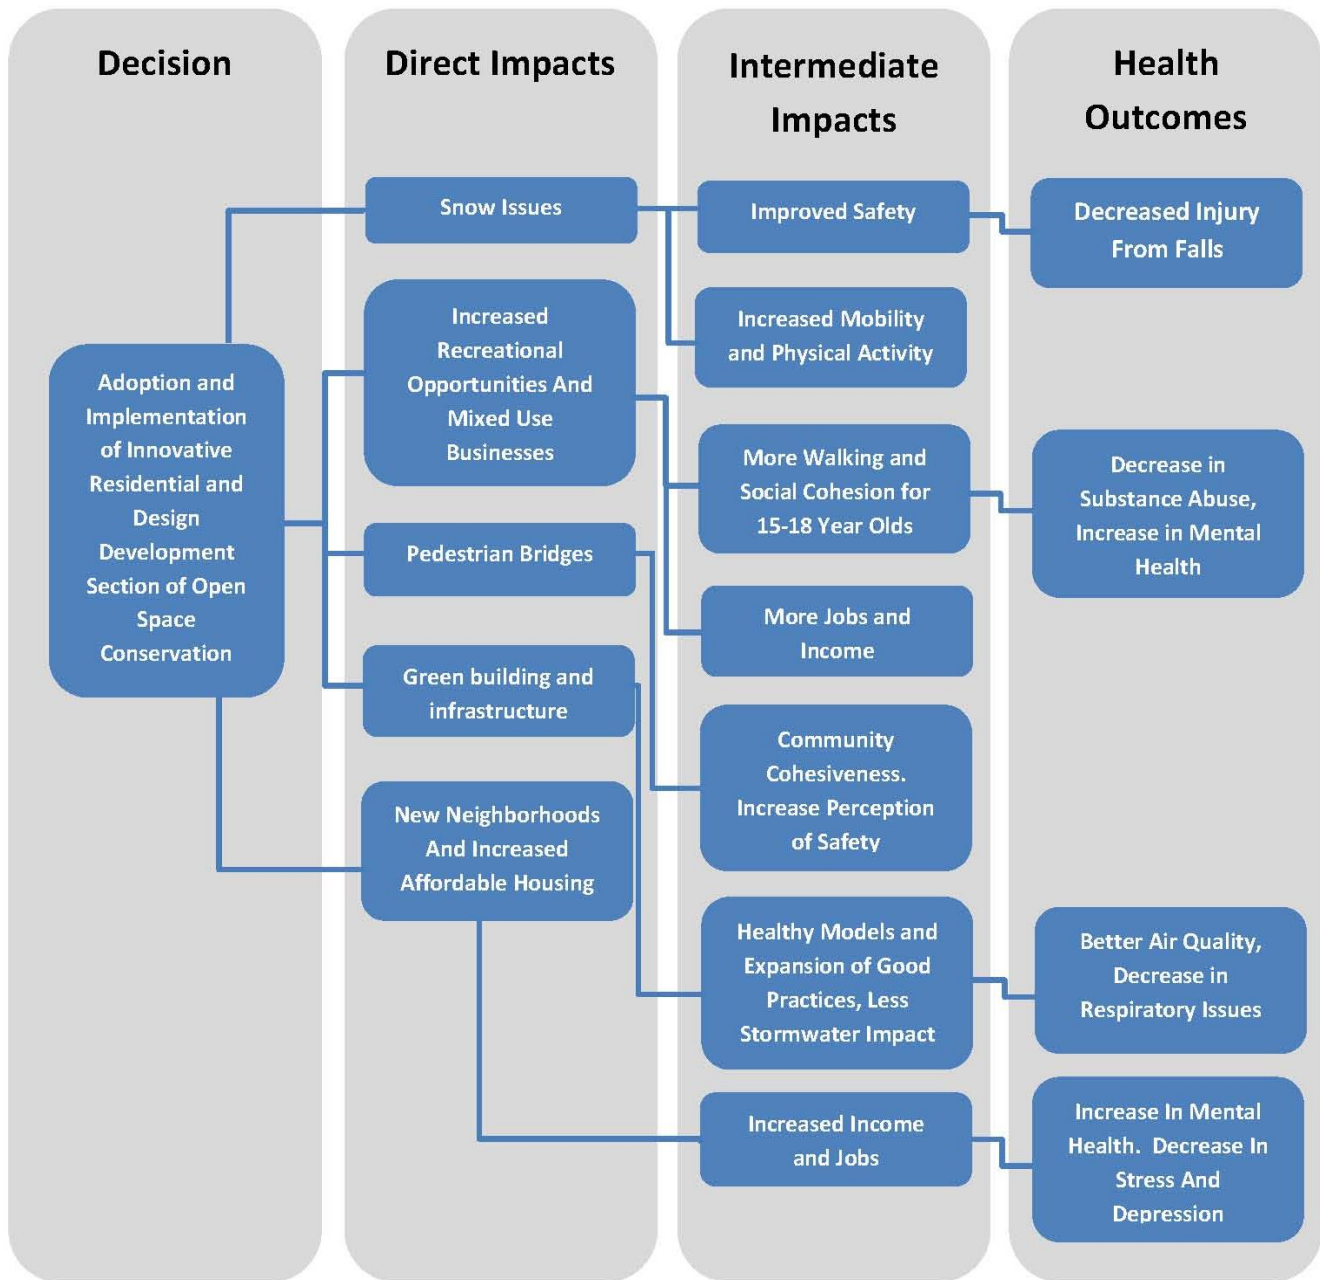 Decision
Direct Impacts
Intermediate
Impacts
Health
Outcomes
Adoption and
Implementation
of Innovative
Residential and
Design
Development
Section of Open
Space
Conservation
Snow Issues
Increased
Recreational
Opportunities And
Mixed Use
Businesses
Pedestrian Bridges
Green building and
infrastructure
New Neighborhoods
And Increased
Affordable Housing
Improved Safety
Increased Mobility
and Physical Activity
More Walking and
Social Cohesion for
15-18 Year Olds
More Jobs and
Income
Community
Cohesiveness.
Increase Perception
of Safety
Healthy Models and
Expansion of Good
Practices, Less
Stormwater Impact
Increased Income
and Jobs
Decreased Injury
From Falls
Decrease in
Substance Abuse,
Increase in Mental
Health
Better Air Quality,
Decrease in
Respiratory Issues
Increase In Mental
Health.  Decrease In
Stress And
Depression